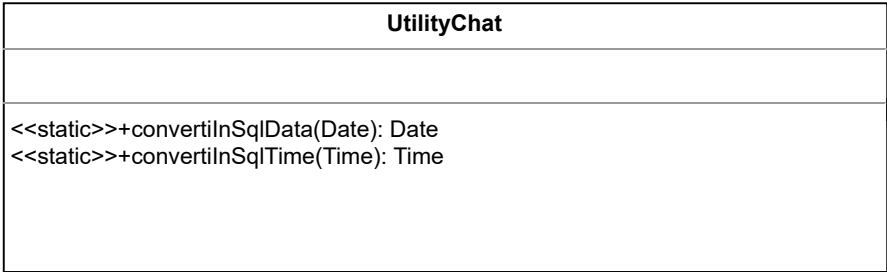 UtilityChat
<<static>>+convertiInSqlData(Date): Date
<<static>>+convertiInSqlTime(Time): Time